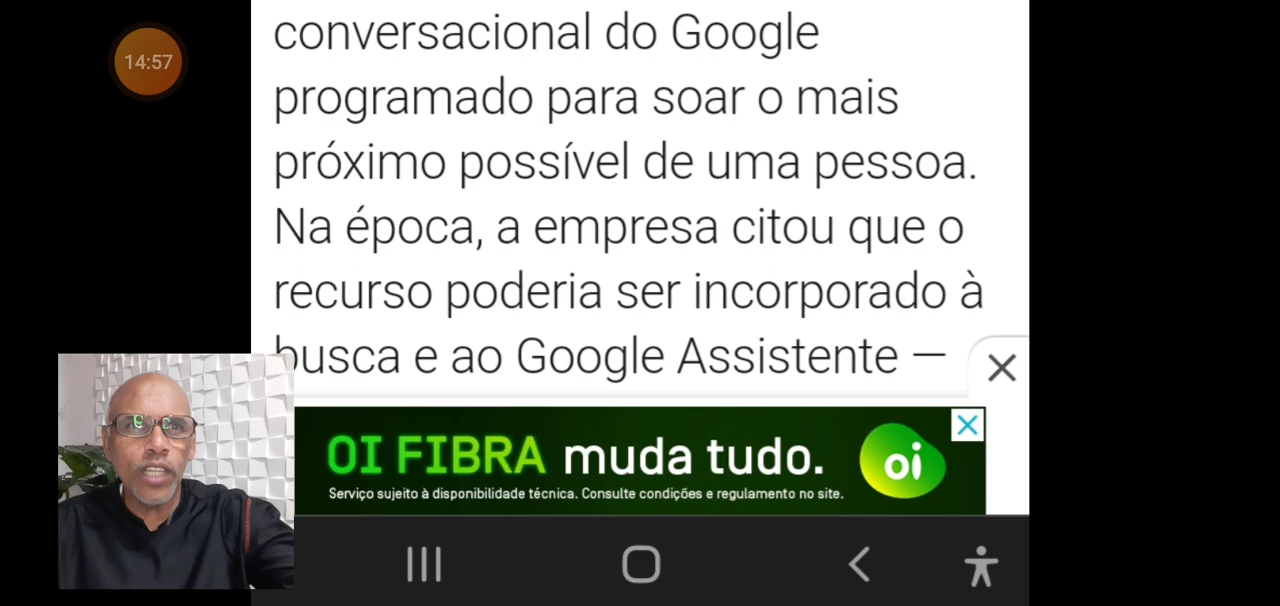 14:57
conversacional do Google
programado para soar o mais
próximo possível de uma pessoa.
Na época, a empresa citou que o
recurso poderia ser incorporado à
busca e ao Google Assistente —
OI FIBRA muda tudo.
oi
Serviço sujeito à disponibilidade técnica. Consulte condições e regulamento no site.